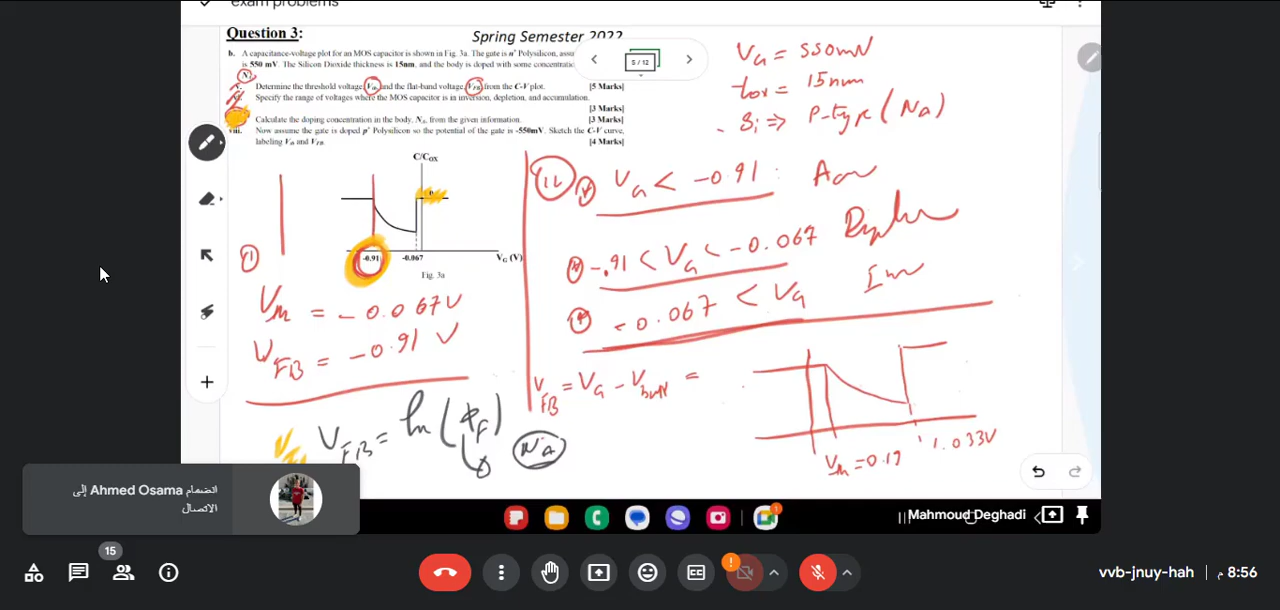 exam problems
Question 3:
Spring Semester 2022
b. A capacitance-voltage plot for an MOS capacitor is shown in Fig. 3a. The gate is n+ Polysilicon, assu
is 550 mV. The Silicon Dioxide thickness is 15nm, and the body is doped with some concentratio
Determine the threshold voltage, and the flat-band voltage, VFB from the C-V plot. [5 Marks]
Specify the range of voltages where the MOS capacitor is in inversion, depletion, and accumulation.
[3 Marks]
Calculate the doping concentration in the body, NA, from the given information. [3 Marks]
viii. Now assume the gate is doped p+ Polysilicon so the potential of the gate is -550mV. Sketch the C-V curve,
labeling Vth and VFB. [4 Marks]
5 / 12
VG = 550mV
tox = 15nm
Si => P-type (Na)
C/Cox
-0.91
-0.067
VG (V)
Fig. 3a
VG < -0.91 :
-.91 < VG < -0.067
-0.067 < VG
= -0.067V
VFB = -0.91 V
VFB = VG -
=
VFB = ln (ΦF)
Na
= 0.19
1.033V
انضمام Ahmed Osama إلى
الاتصال
Mahmoud Deghadi
15
vvb-jnuy-hah
8:56 م